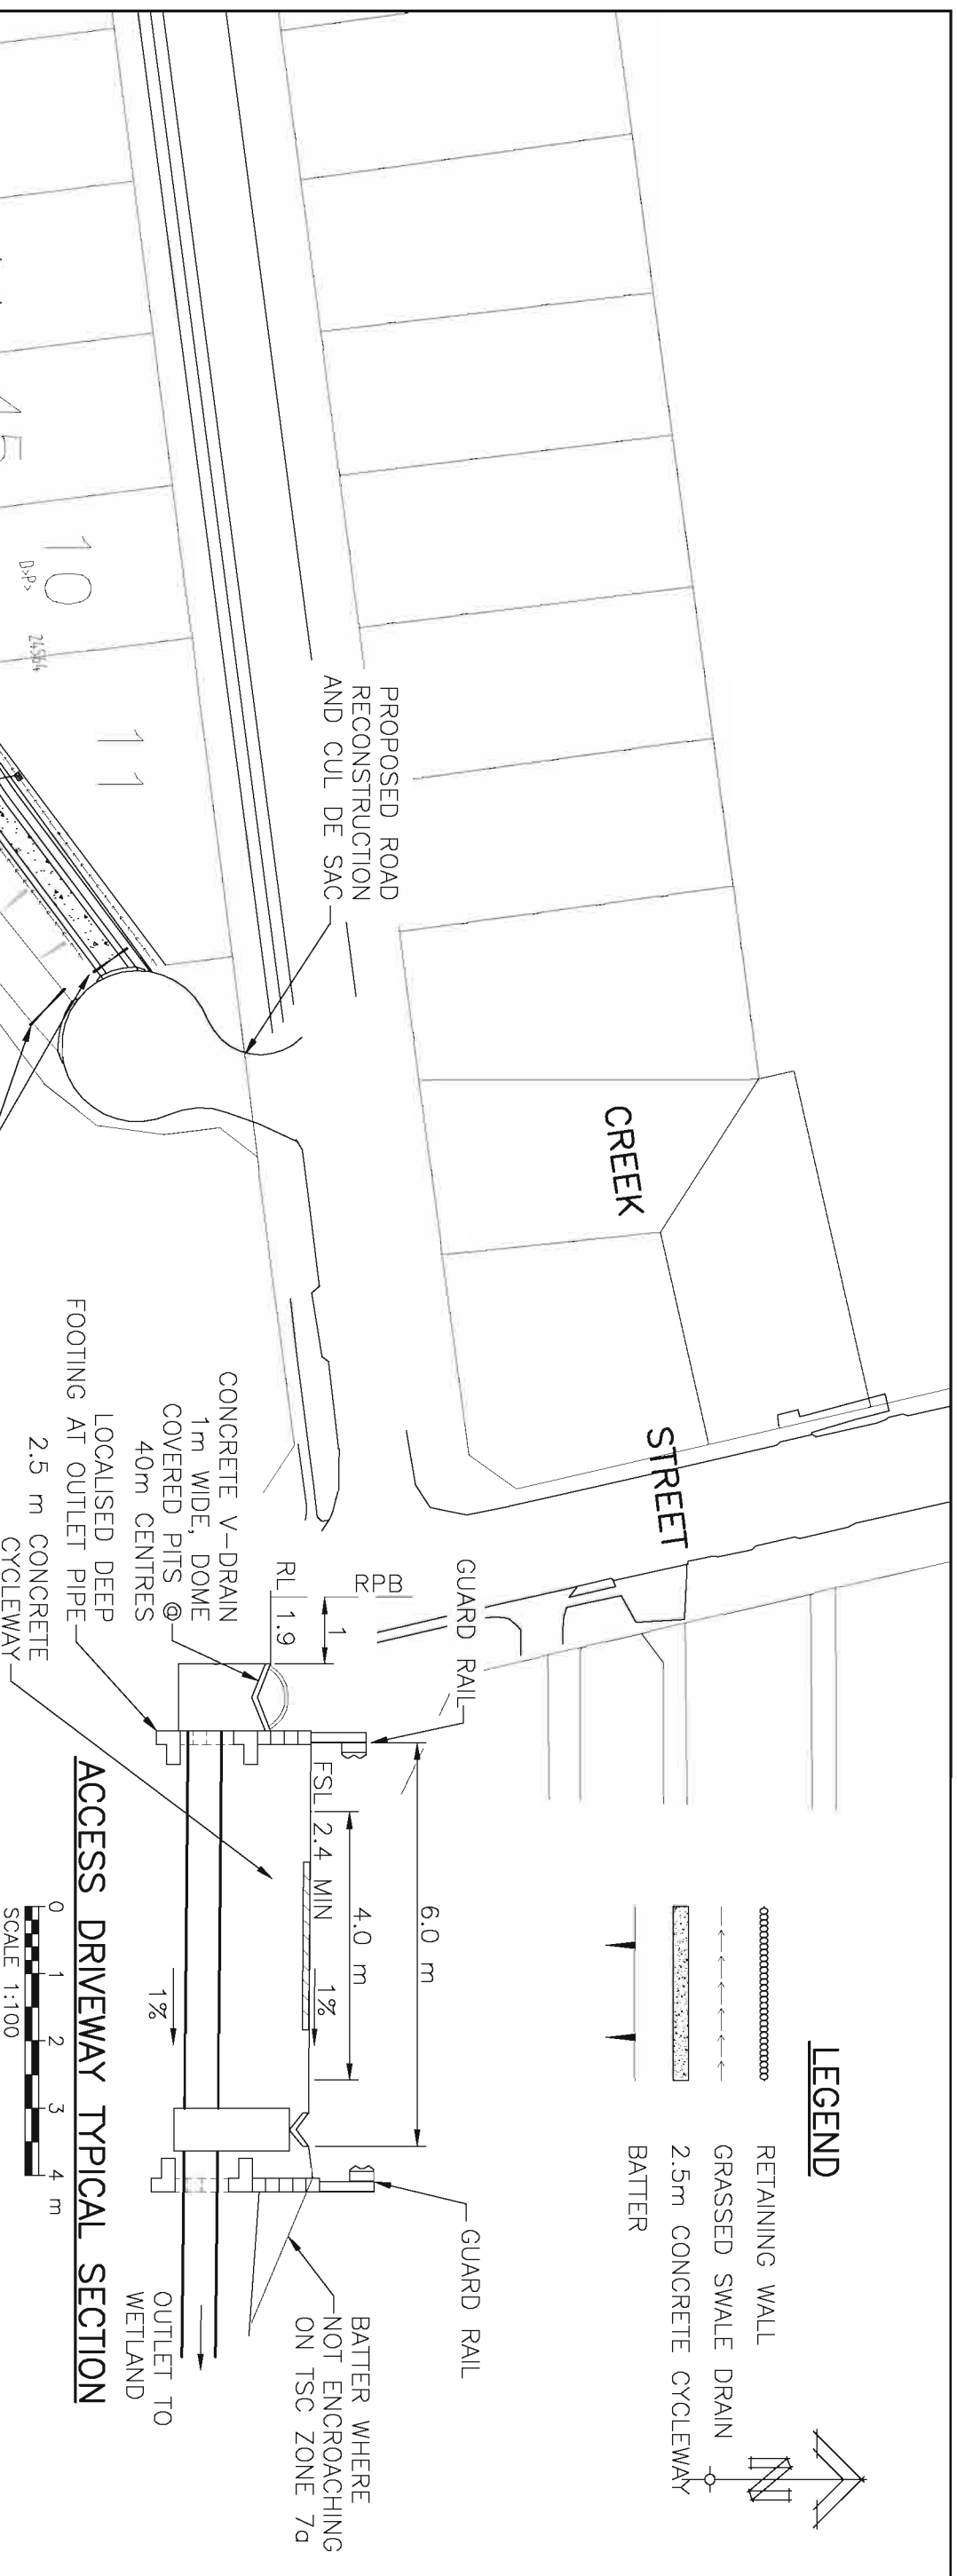 LEGEND
RETAINING WALL
GRASSED SWALE DRAIN
2.5m CONCRETE CYCLEWAY
BATTER
N
CREEK
STREET
PROPOSED ROAD
RECONSTRUCTION
AND CUL DE SAC
10
D>P>
24564
11
15
GUARD RAIL
GUARD RAIL
RPB
1
RL 1.9
6.0 m
4.0 m
FSL 2.4 MIN
1%
1%
CONCRETE V-DRAIN
1m WIDE, DOME
COVERED PITS @
40m CENTRES
LOCALISED DEEP
FOOTING AT OUTLET PIPE
2.5 m CONCRETE
CYCLEWAY
BATTER WHERE
NOT ENCROACHING
ON TSC ZONE 7a
OUTLET TO
WETLAND
ACCESS DRIVEWAY TYPICAL SECTION
0 1 2 3 4 m
SCALE 1:100